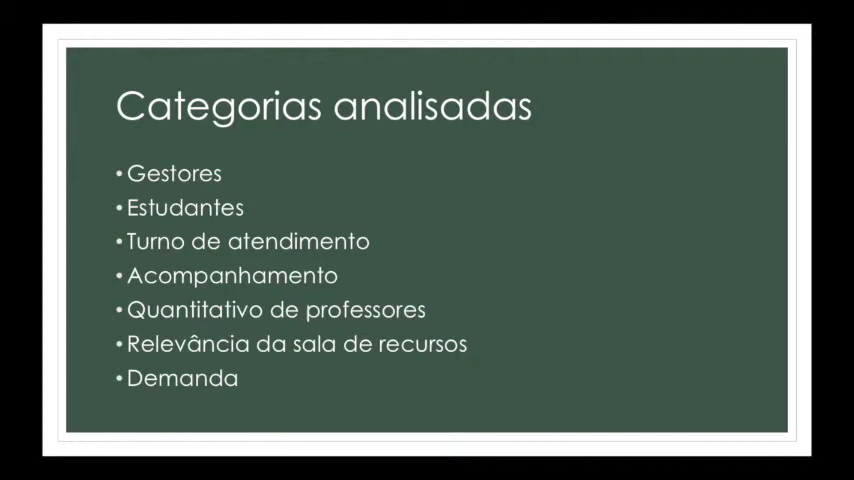 Categorias analisadas
• Gestores
• Estudantes
• Turno de atendimento
• Acompanhamento
• Quantitativo de professores
• Relevância da sala de recursos
• Demanda